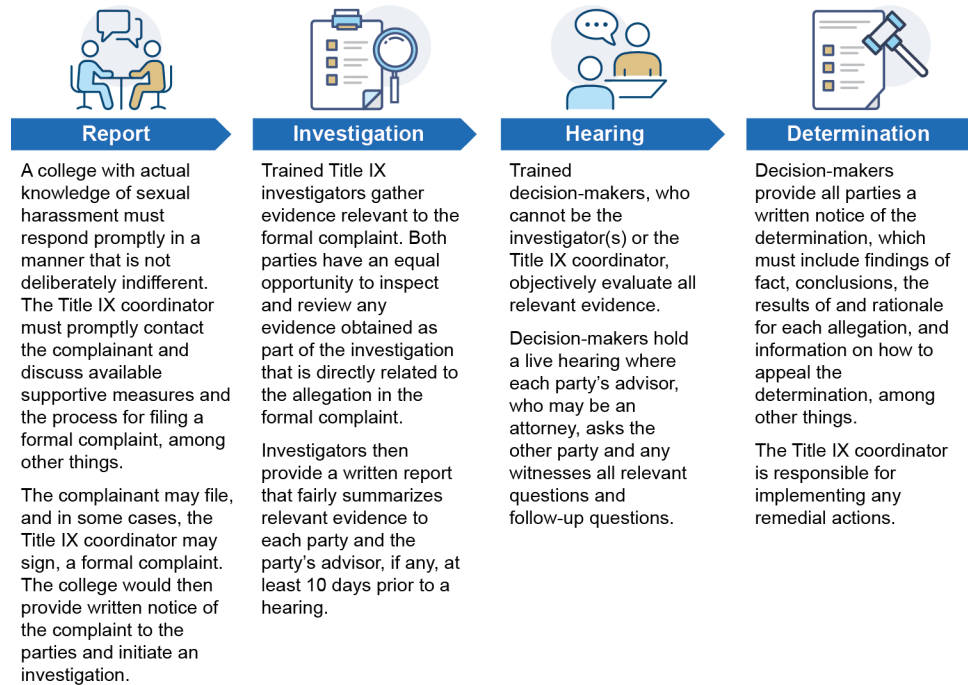 Report
A college with actual
knowledge of sexual
harassment must
respond promptly in a
manner that is not
deliberately indifferent.
The Title IX coordinator
must promptly contact
the complainant and
discuss available
supportive measures and
the process for filing a
formal complaint, among
other things.
The complainant may file,
and in some cases, the
Title IX coordinator may
sign, a formal complaint.
The college would then
provide written notice of
the complaint to the
parties and initiate an
investigation.
Investigation
Trained Title IX
investigators gather
evidence relevant to the
formal complaint. Both
parties have an equal
opportunity to inspect
and review any
evidence obtained as
part of the investigation
that is directly related to
the allegation in the
formal complaint.
Investigators then
provide a written report
that fairly summarizes
relevant evidence to
each party and the
party's advisor, if any, at
least 10 days prior to a
hearing.
Hearing
Trained
decision-makers, who
cannot be the
investigator(s) or the
Title IX coordinator,
objectively evaluate all
relevant evidence.
Decision-makers hold
a live hearing where
each party's advisor,
who may be an
attorney, asks the
other party and any
witnesses all relevant
questions and
follow-up questions.
Determination
Decision-makers
provide all parties a
written notice of the
determination, which
must include findings of
fact, conclusions, the
results of and rationale
for each allegation, and
information on how to
appeal the
determination, among
other things.
The Title IX coordinator
is responsible for
implementing any
remedial actions.